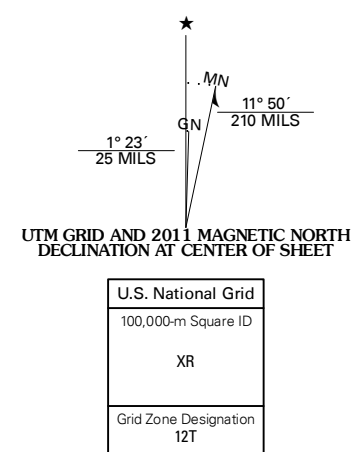 ★
MN
GN
11° 50´
210 MILS
1° 23´
25 MILS
UTM GRID AND 2011 MAGNETIC NORTH
DECLINATION AT CENTER OF SHEET
U.S. National Grid
100,000-m Square ID
XR
Grid Zone Designation
12T